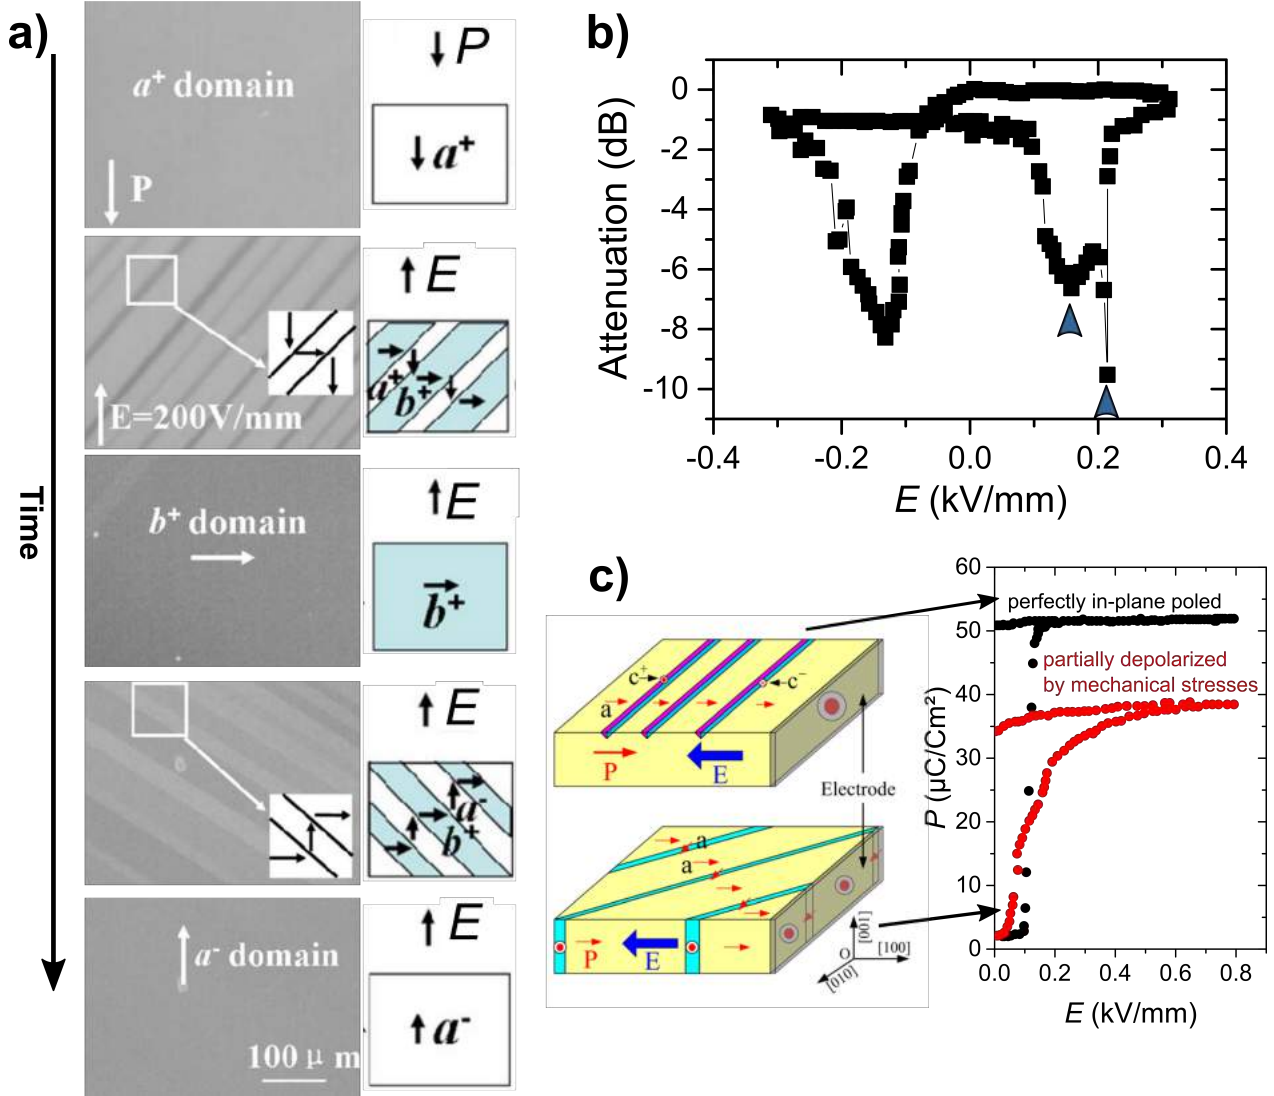 a)
Time
a⁺ domain
P
P
a⁺
E=200V/mm
E
a⁺
b⁺
b⁺ domain
E
b⁺
E
a⁻
b⁺
a⁻ domain
100 μ m
E
a⁻
b)
Attenuation (dB)
0
-2
-4
-6
-8
-10
-0.4
-0.2
0.0
0.2
0.4
E (kV/mm)
c)
c⁺
c⁻
a
P
E
Electrode
a
a
P
E
[001]
O
[100]
[010]
perfectly in-plane poled
partially depolarized
by mechanical stresses
P (μC/Cm²)
60
50
40
30
20
10
0
0.0
0.2
0.4
0.6
0.8
E (kV/mm)